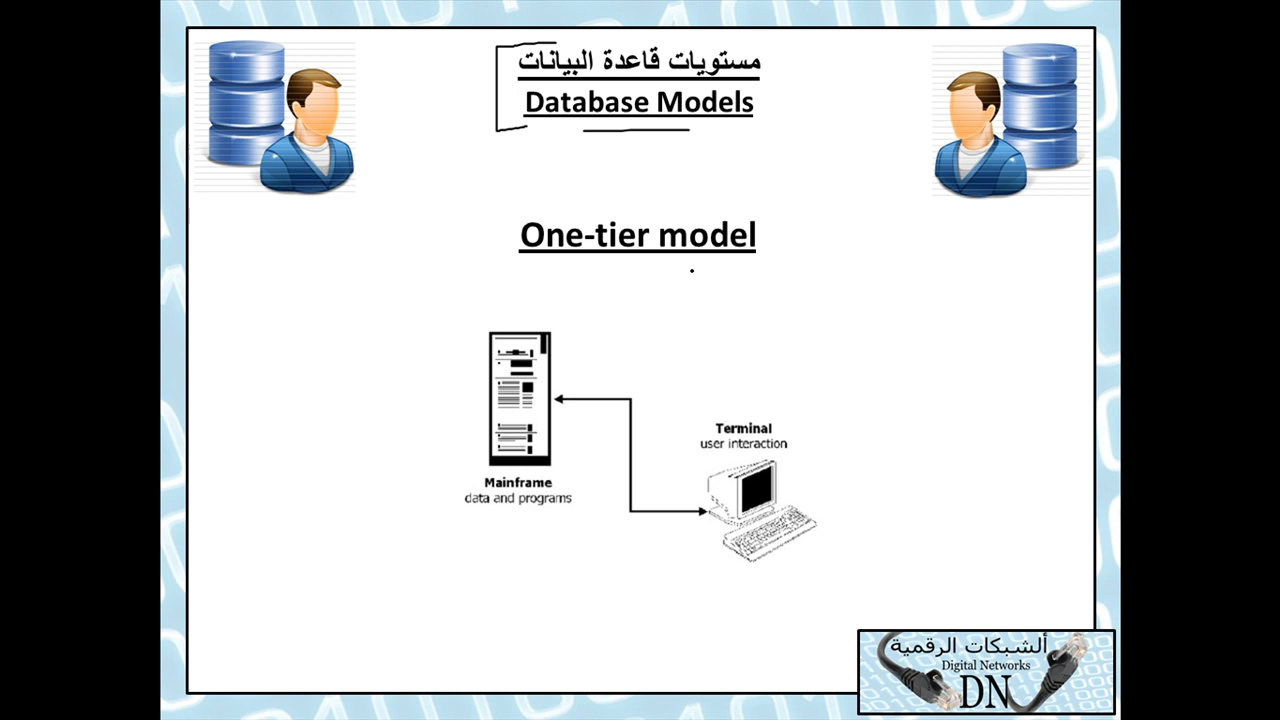 مستويات قاعدة البيانات
Database Models
One-tier model
Mainframe
data and programs
Terminal
user interaction
ألشبكات الرقمية
Digital Networks
DN